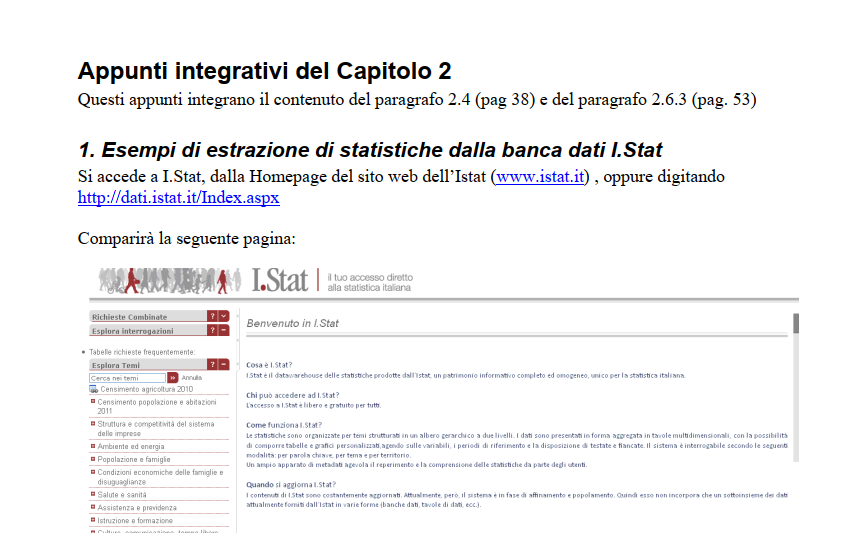 Appunti integrativi del Capitolo 2
Questi appunti integrano il contenuto del paragrafo 2.4 (pag 38) e del paragrafo 2.6.3 (pag. 53)
1. Esempi di estrazione di statistiche dalla banca dati I.Stat
Si accede a I.Stat, dalla Homepage del sito web dell'Istat (www.istat.it) , oppure digitando
http://dati.istat.it/Index.aspx
Comparirà la seguente pagina:
I.Stat
il tuo accesso diretto
alla statistica italiana
Richieste Combinate ?
Esplora interrogazioni ? −
Tabelle richieste frequentemente:
Esplora Temi ? −
Cerca nei temi » Annulla
Censimento agricoltura 2010
Censimento popolazione e abitazioni
2011
Struttura e competitività del sistema
delle imprese
Ambiente ed energia
Popolazione e famiglie
Condizioni economiche delle famiglie e
disuguaglianze
Salute e sanità
Assistenza e previdenza
Istruzione e formazione
Cultura, comunicazione, tempo libero
Benvenuto in I.Stat
Cosa è I.Stat?
I.Stat è il datawarehouse delle statistiche prodotte dall'Istat, un patrimonio informativo completo ed omogeneo, unico per la statistica italiana.
Chi può accedere ad I.Stat?
L'accesso a I.Stat è libero e gratuito per tutti.
Come funziona I.Stat?
Le statistiche sono organizzate per temi strutturati in un albero gerarchico a due livelli. I dati sono presentati in forma aggregata in tavole multidimensionali, con la possibilità
di comporre tabelle e grafici personalizzati,agendo sulle variabili, i periodi di riferimento e la disposizione di testate e fiancate. Il sistema è interrogabile secondo le seguenti
modalità: per parola chiave, per tema e per territorio.
Un ampio apparato di metadati agevola il reperimento e la comprensione delle statistiche da parte degli utenti.
Quando si aggiorna I.Stat?
I contenuti di I.Stat sono costantemente aggiornati. Attualmente, però, il sistema è in fase di affinamento e popolamento. Quindi esso non incorpora che un sottoinsieme dei dati
attualmente forniti dall'Istat in varie forme (banche dati, tavole di dati, ecc.).